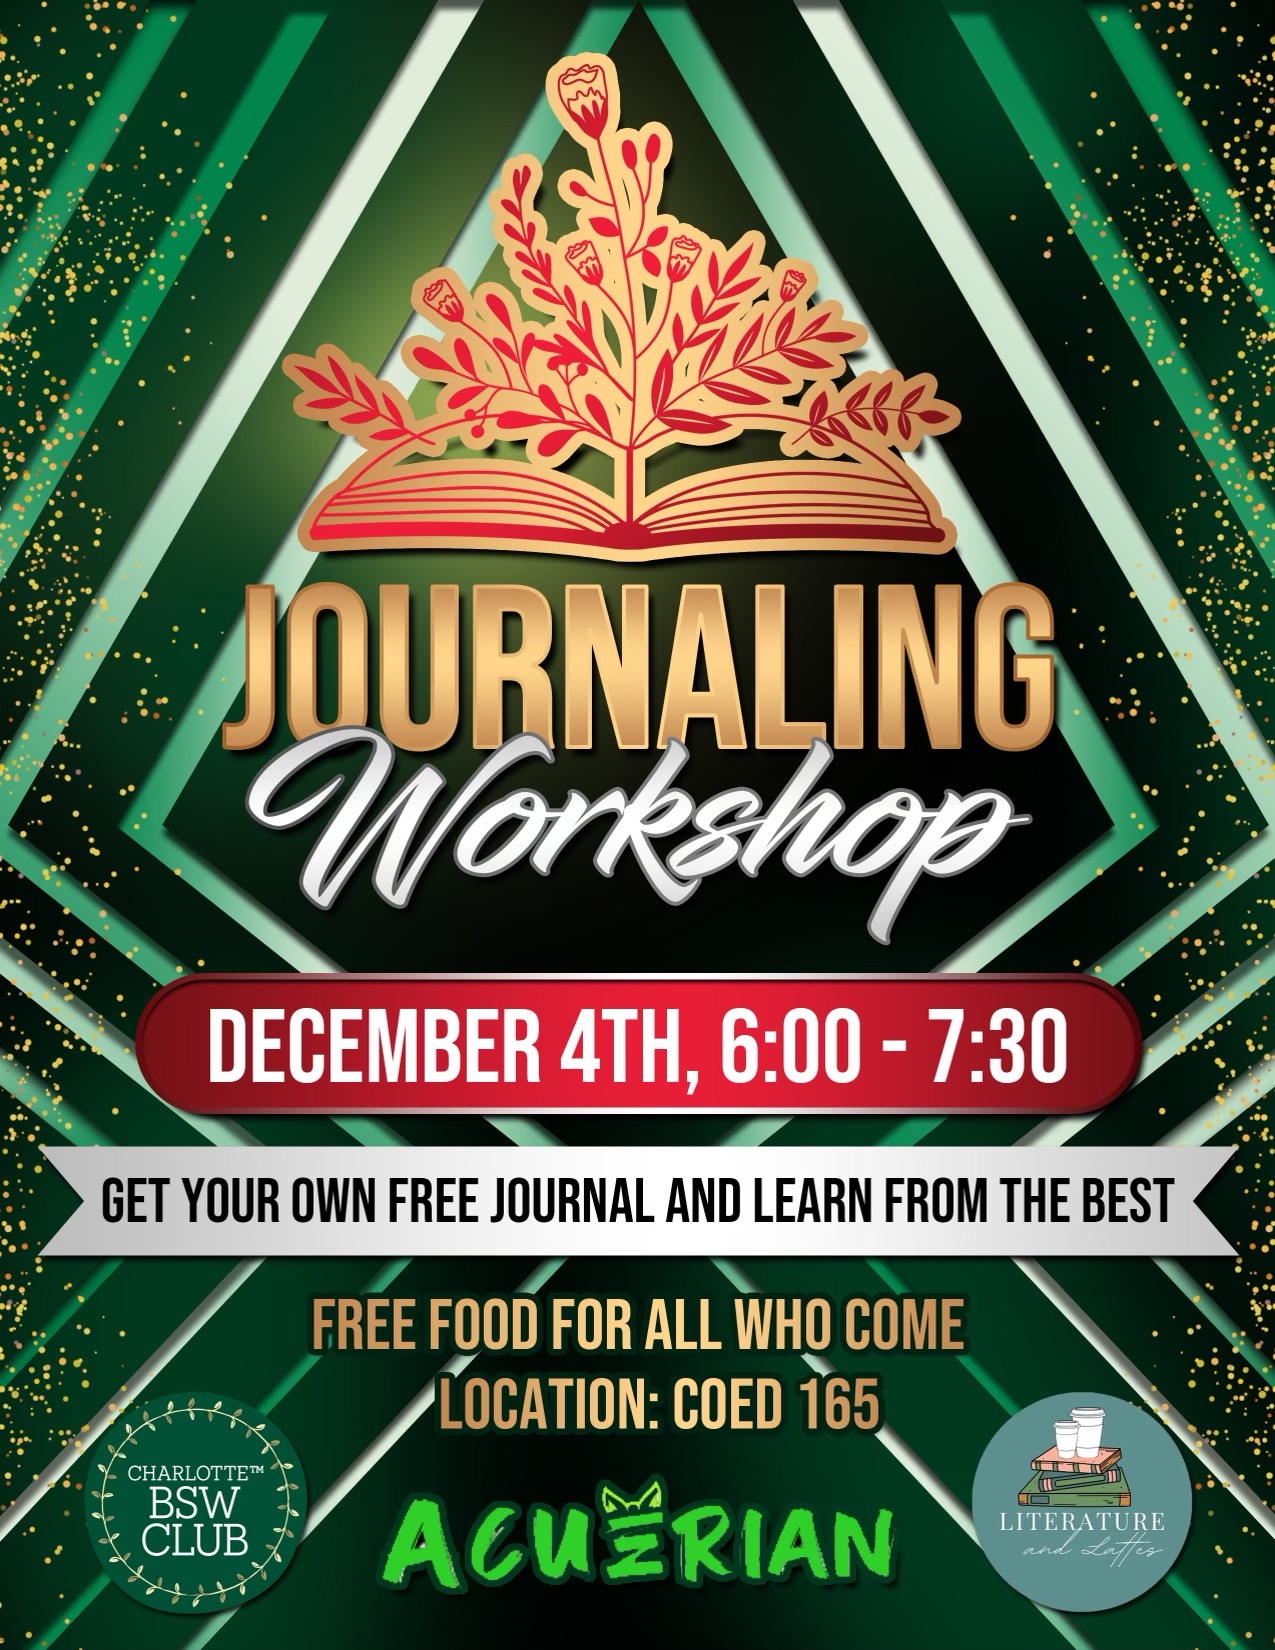 JOURNALING
Workshop
DECEMBER 4TH, 6:00 - 7:30
GET YOUR OWN FREE JOURNAL AND LEARN FROM THE BEST
FREE FOOD FOR ALL WHO COME
LOCATION: COED 165
CHARLOTTE™
BSW
CLUB
ACUERIAN
LITERATURE
and Lattes